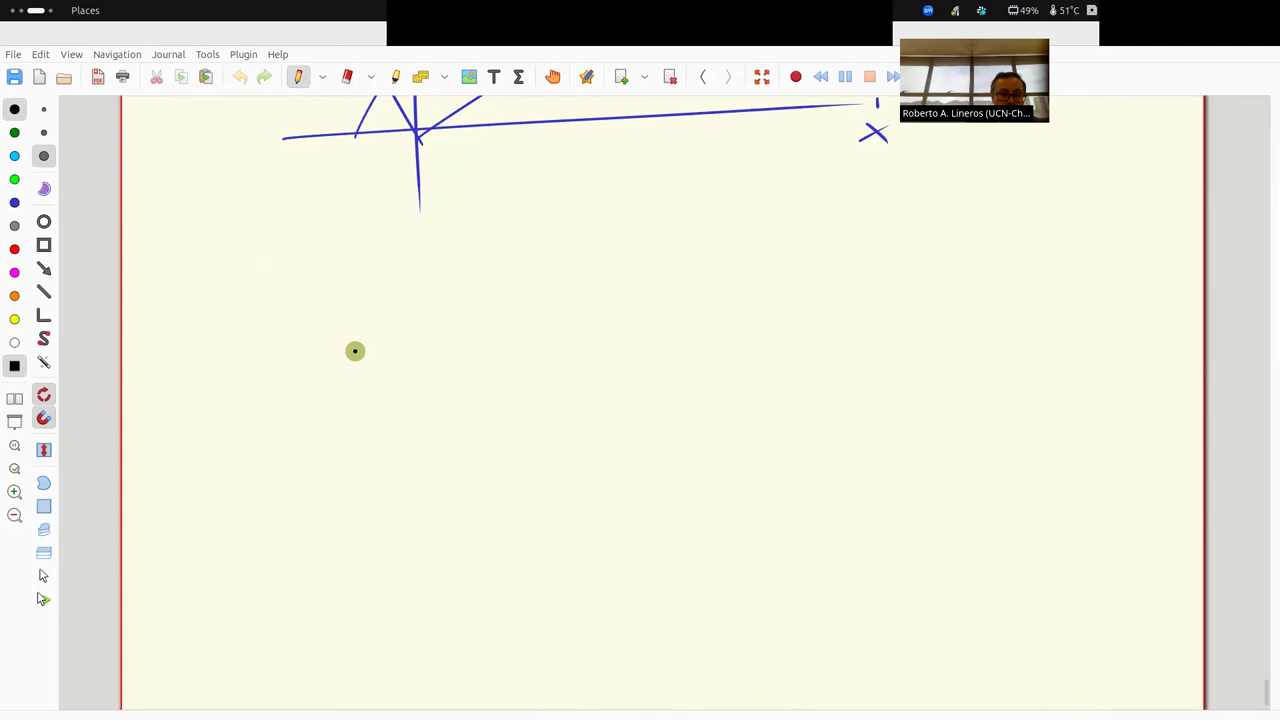 Places
49% 51°C
File Edit View Navigation Journal Tools Plugin Help
Roberto A. Lineros (UCN-Ch...
x